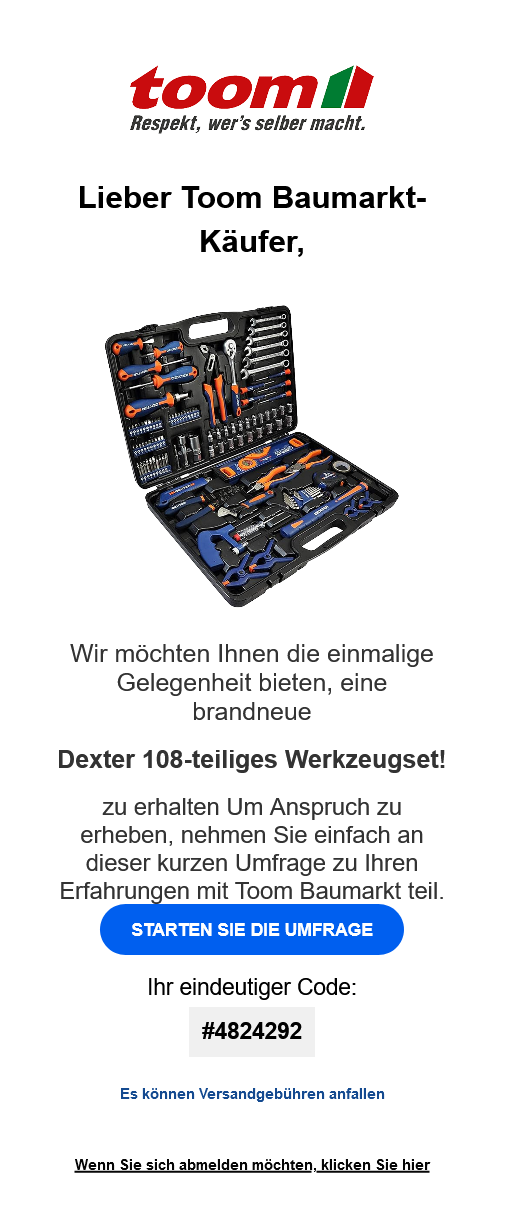 toom
Respekt, wer's selber macht.
Lieber Toom Baumarkt-
Käufer,
Wir möchten Ihnen die einmalige
Gelegenheit bieten, eine
brandneue
Dexter 108-teiliges Werkzeugset!
zu erhalten Um Anspruch zu
erheben, nehmen Sie einfach an
dieser kurzen Umfrage zu Ihren
Erfahrungen mit Toom Baumarkt teil.
STARTEN SIE DIE UMFRAGE
Ihr eindeutiger Code:
#4824292
Es können Versandgebühren anfallen
Wenn Sie sich abmelden möchten, klicken Sie hier